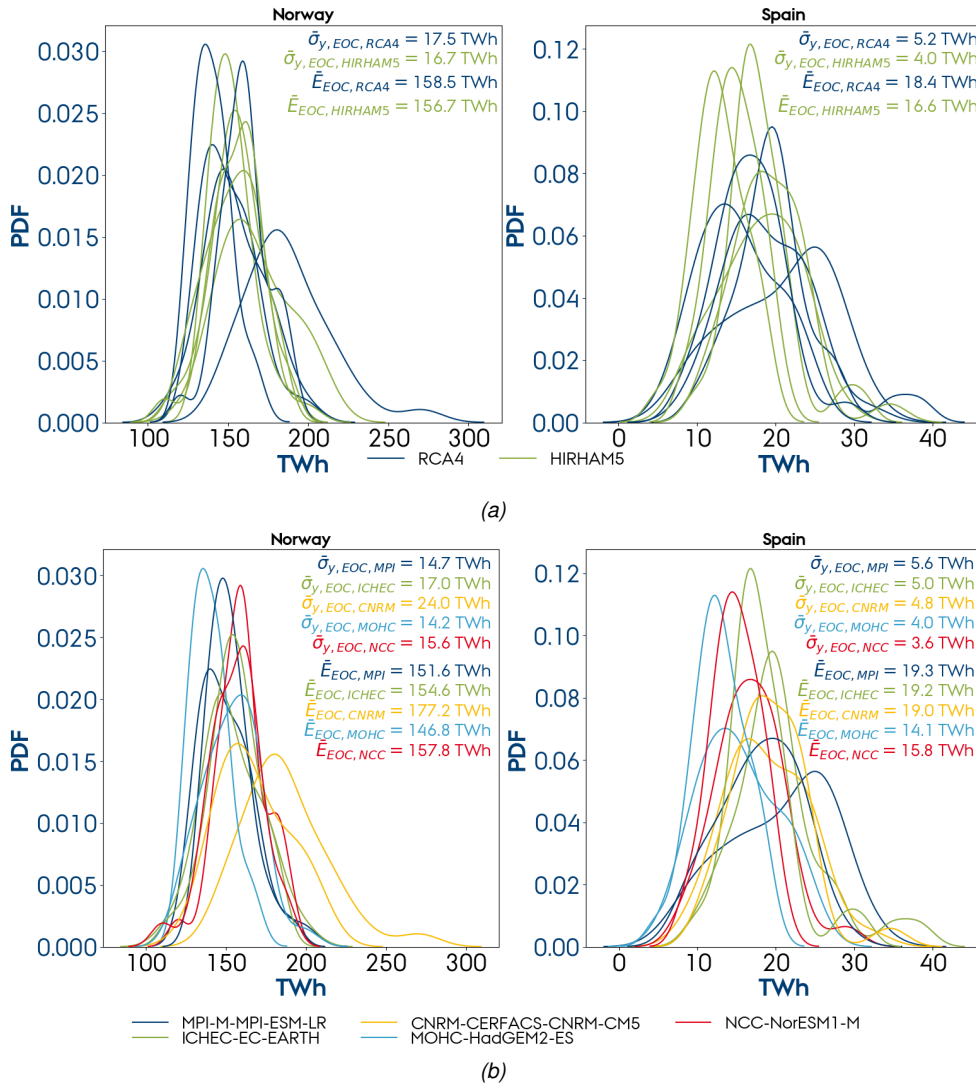 Norway
σ̄y, EOC, RCA4 = 17.5 TWh
σ̄y, EOC, HIRHAM5 = 16.7 TWh
ĒEOC, RCA4 = 158.5 TWh
ĒEOC, HIRHAM5 = 156.7 TWh
PDF
0.030
0.025
0.020
0.015
0.010
0.005
0.000
100 150 200 250 300
TWh
Spain
σ̄y, EOC, RCA4 = 5.2 TWh
σ̄y, EOC, HIRHAM5 = 4.0 TWh
ĒEOC, RCA4 = 18.4 TWh
ĒEOC, HIRHAM5 = 16.6 TWh
PDF
0.12
0.10
0.08
0.06
0.04
0.02
0.00
0 10 20 30 40
TWh
RCA4 HIRHAM5
(a)
Norway
σ̄y, EOC, MPI = 14.7 TWh
σ̄y, EOC, ICHEC = 17.0 TWh
σ̄y, EOC, CNRM = 24.0 TWh
σ̄y, EOC, MOHC = 14.2 TWh
σ̄y, EOC, NCC = 15.6 TWh
ĒEOC, MPI = 151.6 TWh
ĒEOC, ICHEC = 154.6 TWh
ĒEOC, CNRM = 177.2 TWh
ĒEOC, MOHC = 146.8 TWh
ĒEOC, NCC = 157.8 TWh
PDF
0.030
0.025
0.020
0.015
0.010
0.005
0.000
100 150 200 250 300
TWh
Spain
σ̄y, EOC, MPI = 5.6 TWh
σ̄y, EOC, ICHEC = 5.0 TWh
σ̄y, EOC, CNRM = 4.8 TWh
σ̄y, EOC, MOHC = 4.0 TWh
σ̄y, EOC, NCC = 3.6 TWh
ĒEOC, MPI = 19.3 TWh
ĒEOC, ICHEC = 19.2 TWh
ĒEOC, CNRM = 19.0 TWh
ĒEOC, MOHC = 14.1 TWh
ĒEOC, NCC = 15.8 TWh
PDF
0.12
0.10
0.08
0.06
0.04
0.02
0.00
0 10 20 30 40
TWh
MPI-M-MPI-ESM-LR CNRM-CERFACS-CNRM-CM5 NCC-NorESM1-M
ICHEC-EC-EARTH MOHC-HadGEM2-ES
(b)